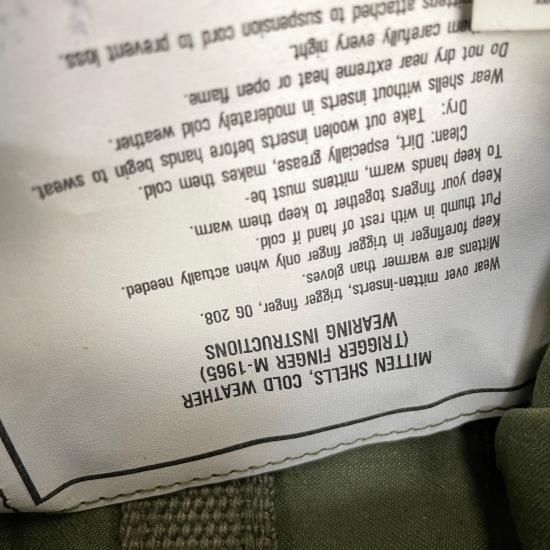 MITTEN SHELLS, COLD WEATHER
(TRIGGER FINGER M-1965)
WEARING INSTRUCTIONS
Wear over mitten-inserts, trigger finger, OG 208.
Mittens are warmer than gloves.
Keep forefinger in trigger finger only when actually needed.
Put thumb in with rest of hand if cold.
Keep your fingers together to keep them warm.
To keep hands warm, mittens must be-
Clean: Dirt, especially grease, makes them cold.
Dry: Take out woolen inserts before hands begin to sweat.
Wear shells without inserts in moderately cold weather.
Do not dry near extreme heat or open flame.
carefully every night.
attached to suspension cord to prevent loss.